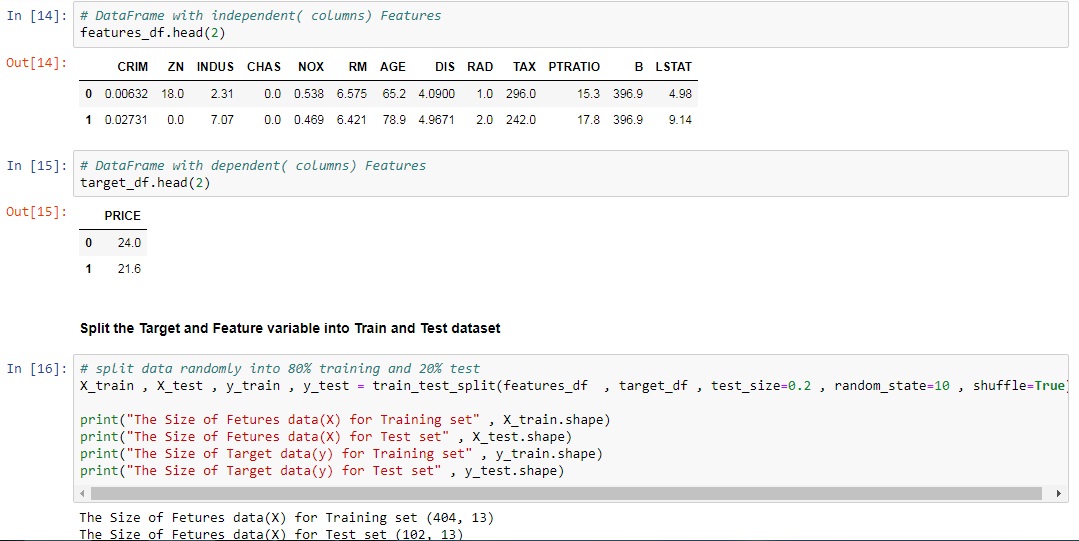 In [14]: # DataFrame with independent( columns) Features
features_df.head(2)
Out[14]:
CRIM ZN INDUS CHAS NOX RM AGE DIS RAD TAX PTRATIO B LSTAT
0 0.00632 18.0 2.31 0.0 0.538 6.575 65.2 4.0900 1.0 296.0 15.3 396.9 4.98
1 0.02731 0.0 7.07 0.0 0.469 6.421 78.9 4.9671 2.0 242.0 17.8 396.9 9.14
In [15]: # DataFrame with dependent( columns) Features
target_df.head(2)
Out[15]:
PRICE
0 24.0
1 21.6
Split the Target and Feature variable into Train and Test dataset
In [16]: # split data randomly into 80% training and 20% test
X_train , X_test , y_train , y_test = train_test_split(features_df  , target_df , test_size=0.2 , random_state=10 , shuffle=True)
print("The Size of Fetures data(X) for Training set" , X_train.shape)
print("The Size of Fetures data(X) for Test set" , X_test.shape)
print("The Size of Target data(y) for Training set" , y_train.shape)
print("The Size of Target data(y) for Test set" , y_test.shape)
The Size of Fetures data(X) for Training set (404, 13)
The Size of Fetures data(X) for Test set (102, 13)